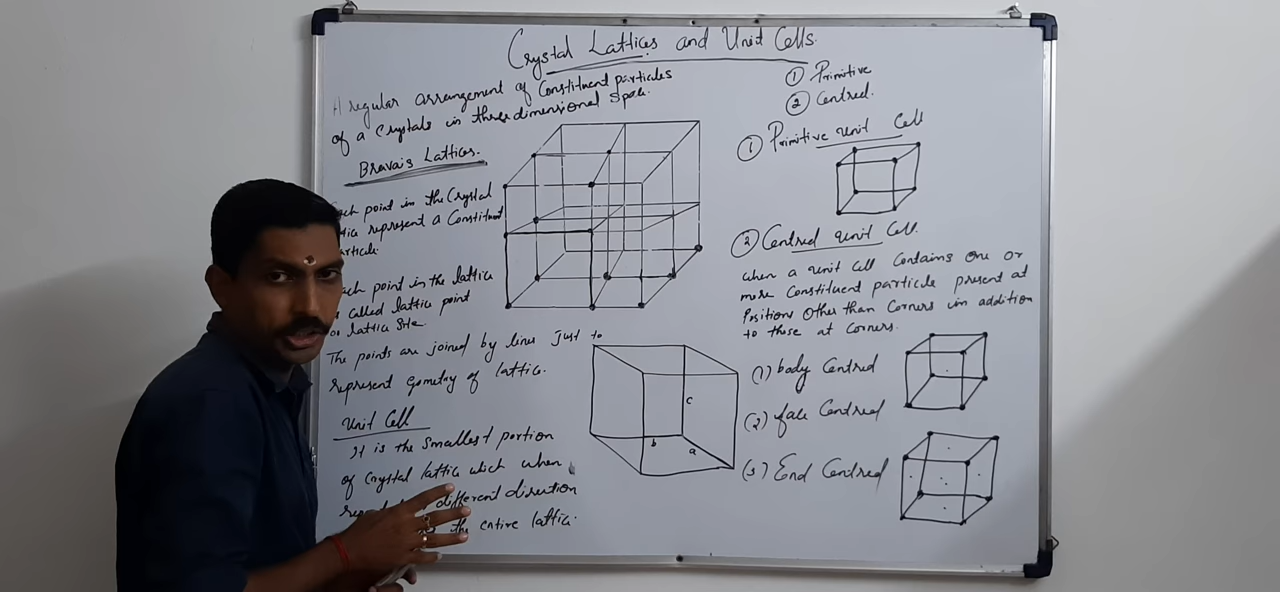 Crystal Lattices and Unit Cells.
A regular arrangement of Constituent particles
of a Crystals in three dimensional Space.
Bravais Lattices.
ach point in the Crystal
ttice represent a Constituent
article
ach point in the lattice
called lattice point
or lattice Site.
The points are joined by lines just to
represent geometry of lattice.
Unit Cell
It is the Smallest portion
of Crystal lattice which when
different direction
the entire lattice.
c
b
a
① Primitive
② Centred.
① Primitive Unit Cell
② Centred Unit Cell.
when a unit Cell Contains One or
more Constituent particle present at
Positions Other than Corners in addition
to those at Corners.
(1) body Centred
(2) face Centred
(3) End Centred